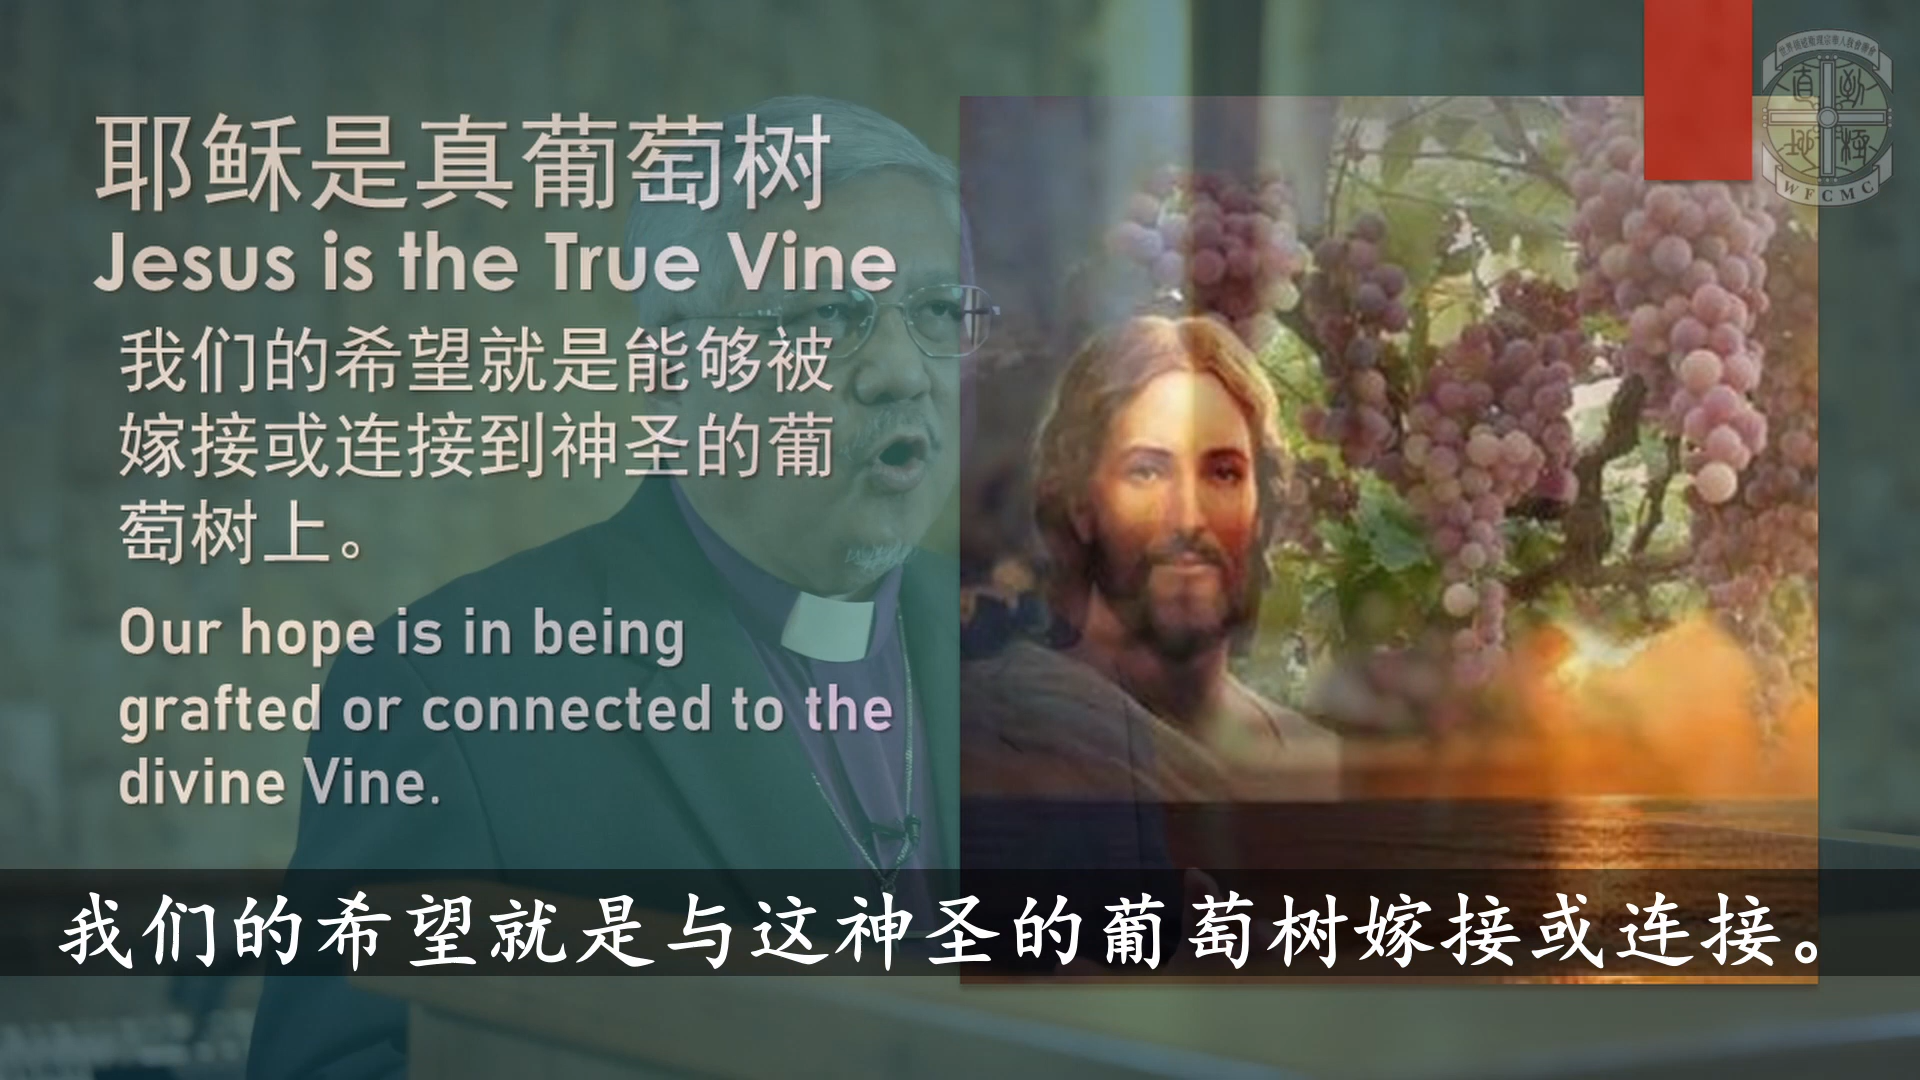 耶稣是真葡萄树
Jesus is the True Vine
我们的希望就是能够被
嫁接或连接到神圣的葡
萄树上。
Our hope is in being
grafted or connected to the
divine Vine.
我们的希望就是与这神圣的葡萄树嫁接或连接。
WFCMC